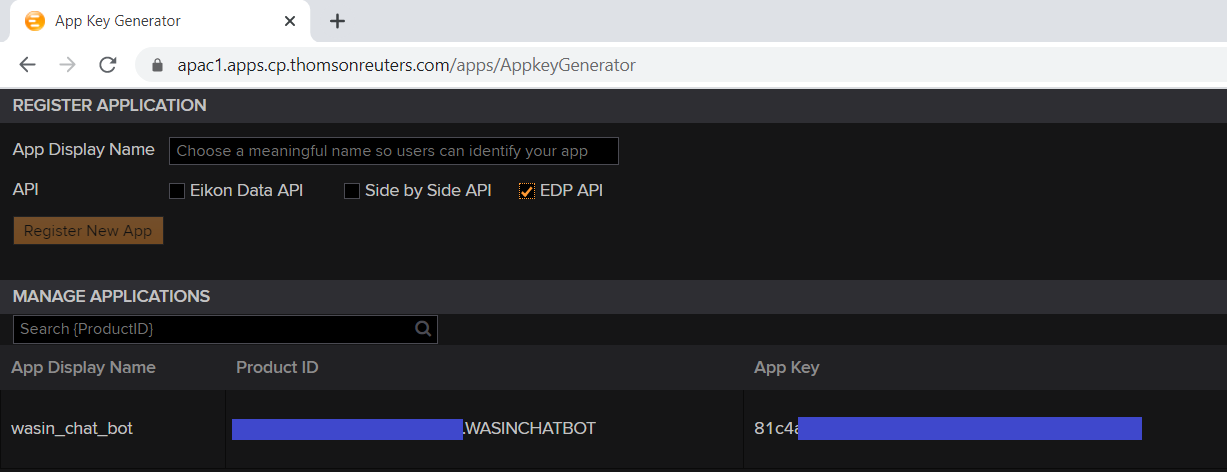 App Key Generator
apac1.apps.cp.thomsonreuters.com/apps/AppkeyGenerator
REGISTER APPLICATION
App Display Name Choose a meaningful name so users can identify your app
API Eikon Data API Side by Side API EDP API
Register New App
MANAGE APPLICATIONS
Search {ProductID}
App Display Name Product ID App Key
wasin_chat_bot .WASINCHATBOT 81c4a